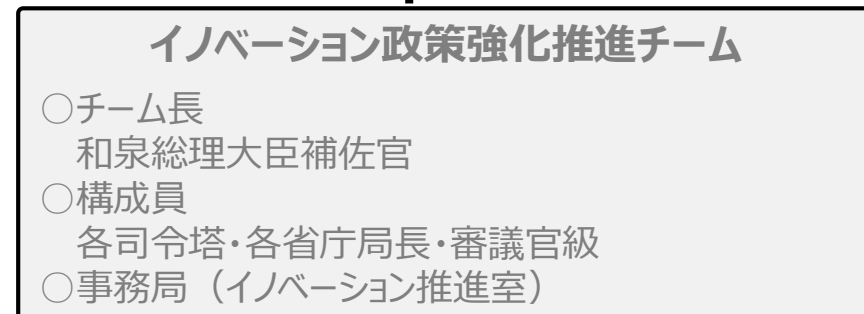 イノベーション政策強化推進チーム
○チーム長
和泉総理大臣補佐官
○構成員
各司令塔・各省庁局長・審議官級
○事務局（イノベーション推進室）